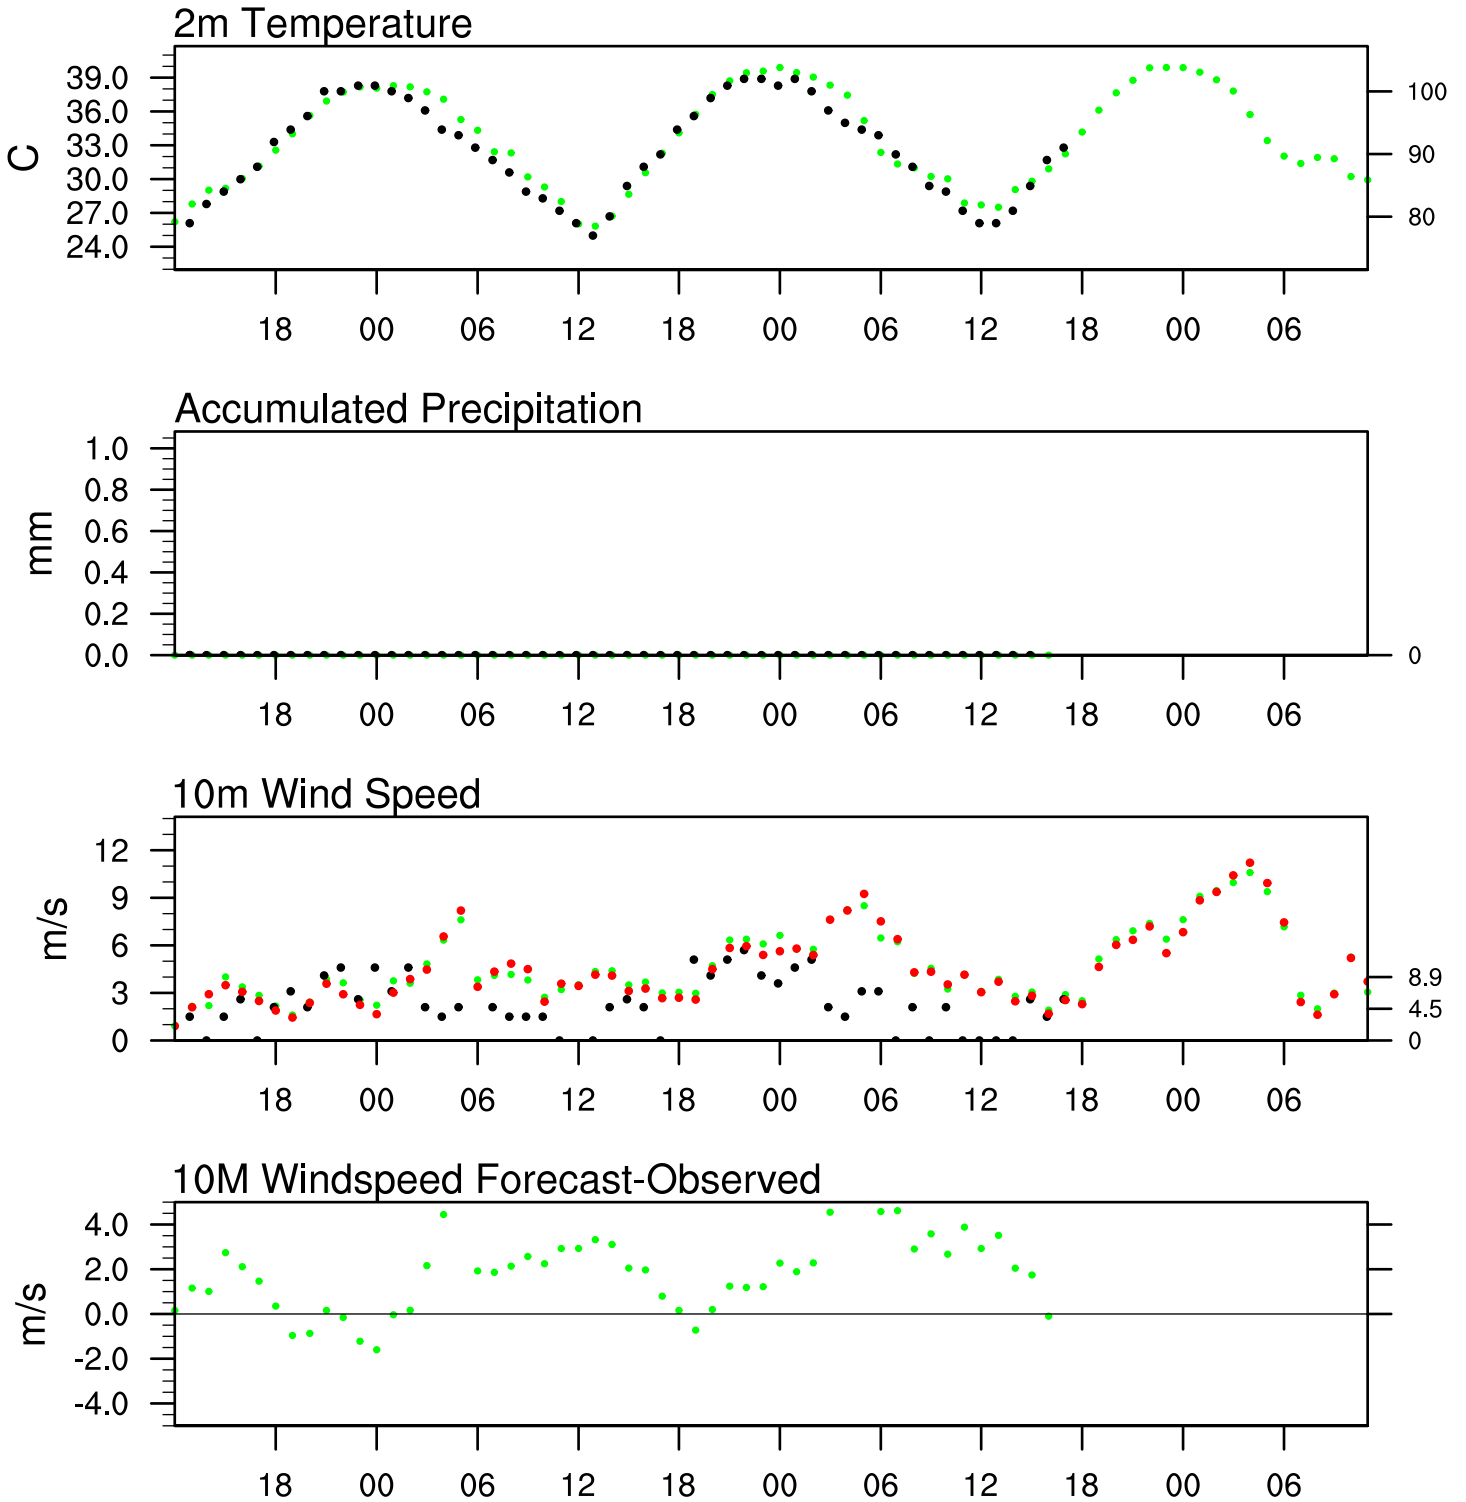 2m Temperature
39.0
36.0
33.0
30.0
27.0
24.0
C
100
90
80
18 00 06 12 18 00 06 12 18 00 06
Accumulated Precipitation
1.0
0.8
0.6
0.4
0.2
0.0
mm
0
18 00 06 12 18 00 06 12 18 00 06
10m Wind Speed
12
9
6
3
0
m/s
8.9
4.5
0
18 00 06 12 18 00 06 12 18 00 06
10M Windspeed Forecast-Observed
4.0
2.0
0.0
-2.0
-4.0
m/s
18 00 06 12 18 00 06 12 18 00 06